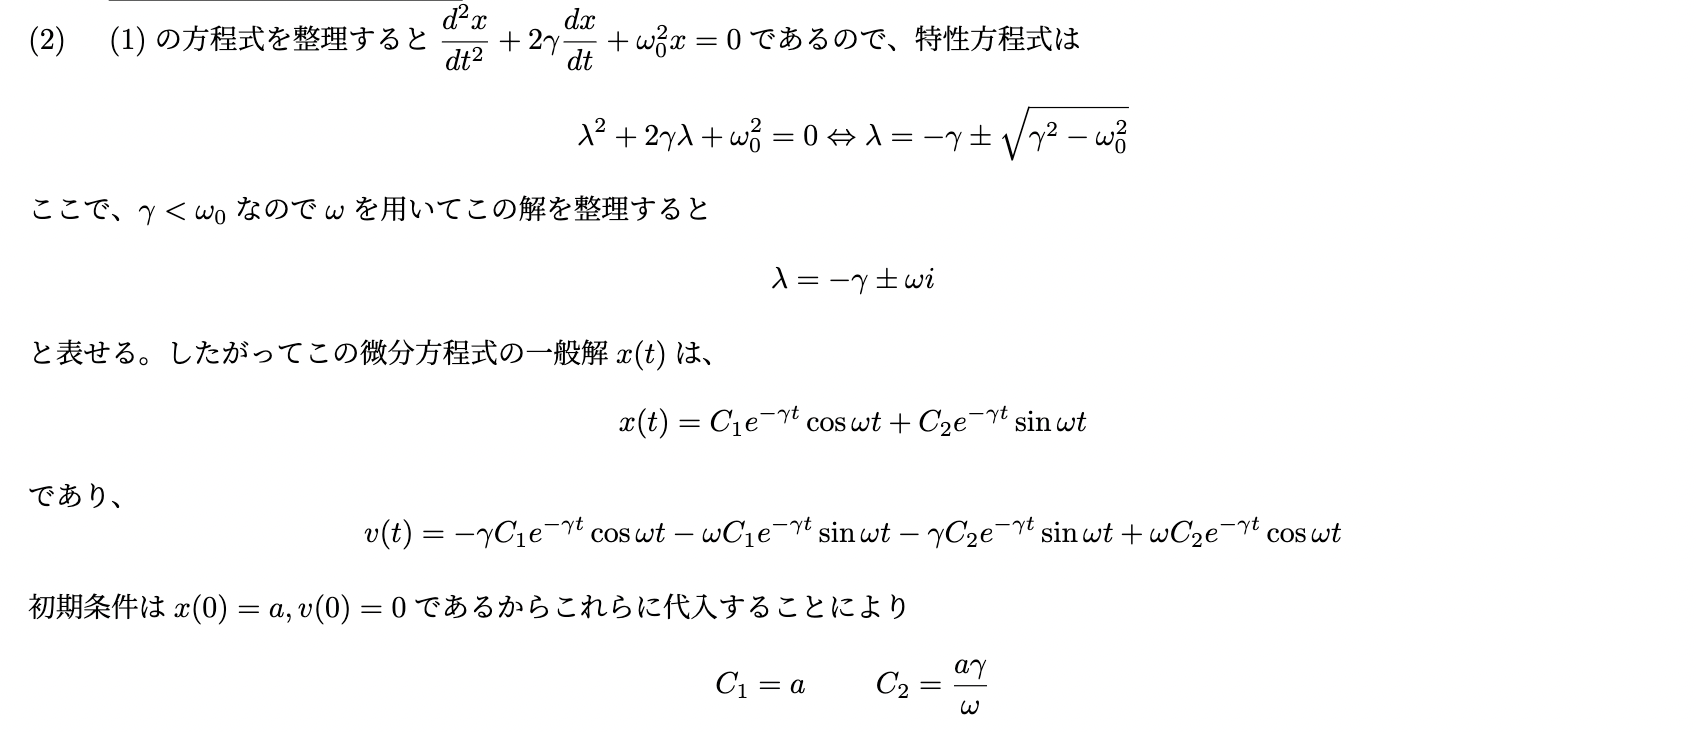 (2) (1) の方程式を整理すると $\frac{d^2x}{dt^2} + 2\gamma\frac{dx}{dt} + \omega_0^2 x = 0$ であるので、特性方程式は
$\lambda^2 + 2\gamma\lambda + \omega_0^2 = 0 \Leftrightarrow \lambda = -\gamma \pm \sqrt{\gamma^2 - \omega_0^2}$
ここで、$\gamma < \omega_0$ なので $\omega$ を用いてこの解を整理すると
$\lambda = -\gamma \pm \omega i$
と表せる。したがってこの微分方程式の一般解 $x(t)$ は、
$x(t) = C_1 e^{-\gamma t} \cos \omega t + C_2 e^{-\gamma t} \sin \omega t$
であり、
$v(t) = -\gamma C_1 e^{-\gamma t} \cos \omega t - \omega C_1 e^{-\gamma t} \sin \omega t - \gamma C_2 e^{-\gamma t} \sin \omega t + \omega C_2 e^{-\gamma t} \cos \omega t$
初期条件は $x(0) = a, v(0) = 0$ であるからこれらに代入することにより
$C_1 = a \quad C_2 = \frac{a\gamma}{\omega}$